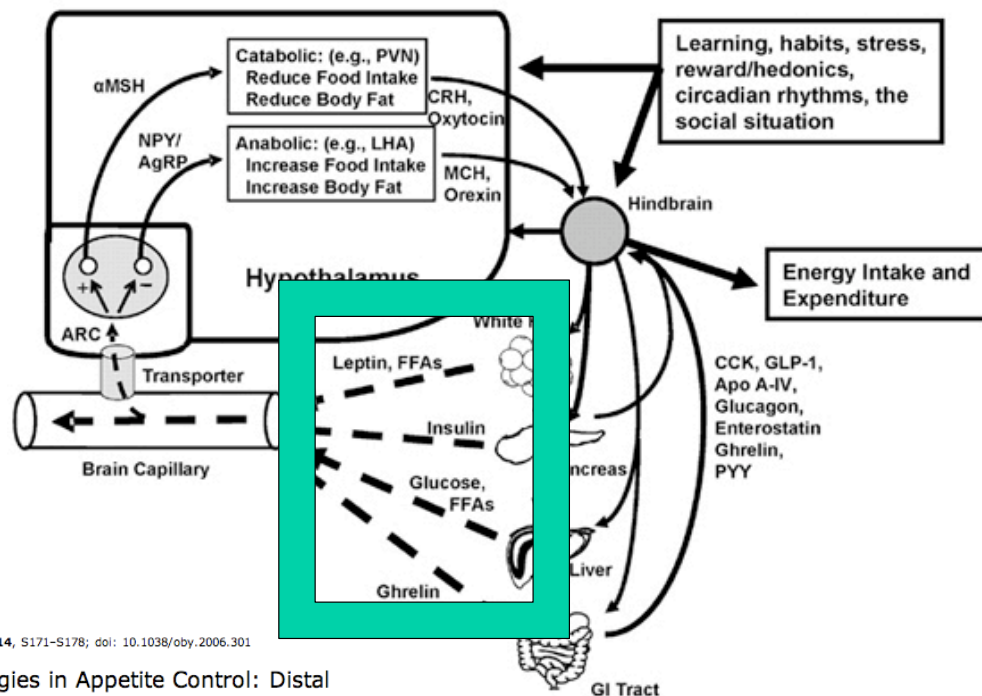 Catabolic: (e.g., PVN)
Reduce Food Intake
Reduce Body Fat
Learning, habits, stress,
reward/hedonics,
circadian rhythms, the
social situation
αMSH
CRH,
Oxytocin
NPY/
AgRP
Anabolic: (e.g., LHA)
Increase Food Intake
Increase Body Fat
MCH,
Orexin
Hindbrain
+
−
Energy Intake and
Expenditure
ARC
White
Transporter
Leptin, FFAs
CCK, GLP-1,
Apo A-IV,
Glucagon,
Enterostatin
Ghrelin,
PYY
Insulin
Brain Capillary
Glucose,
FFAs
Liver
Ghrelin
14, S171–S178; doi: 10.1038/oby.2006.301
gies in Appetite Control: Distal
GI Tract